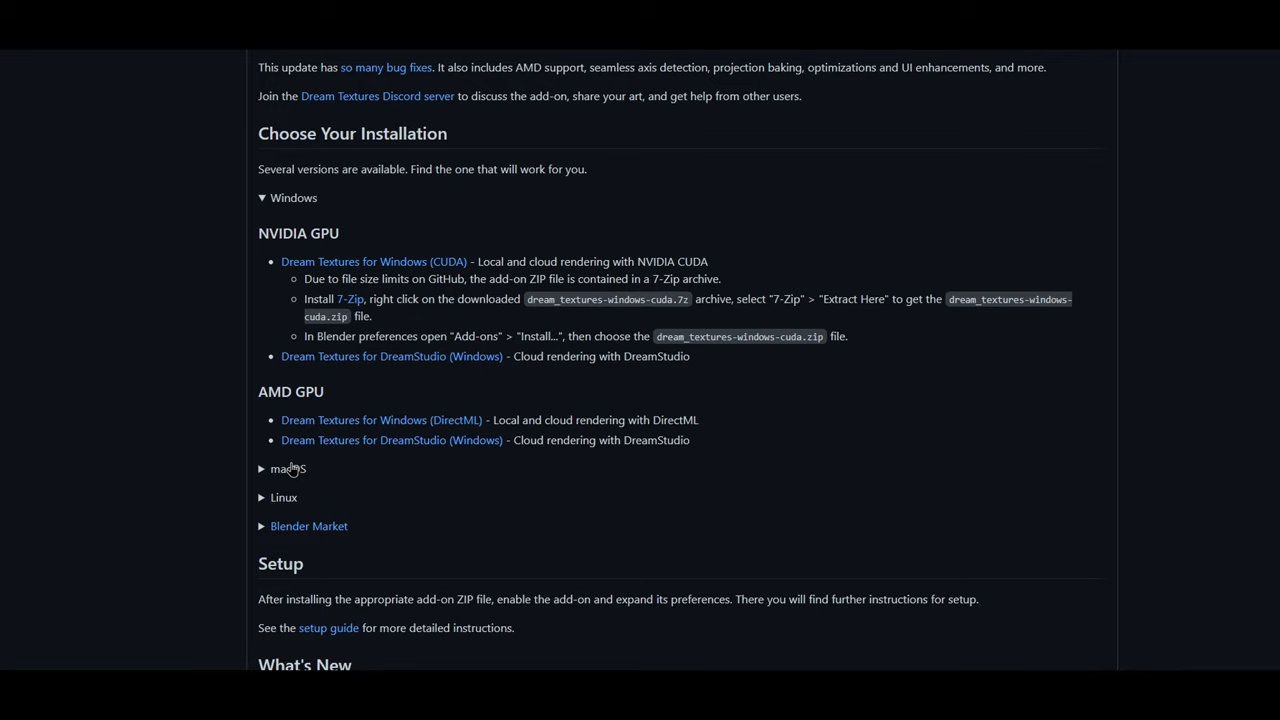 This update has so many bug fixes. It also includes AMD support, seamless axis detection, projection baking, optimizations and UI enhancements, and more.
Join the Dream Textures Discord server to discuss the add-on, share your art, and get help from other users.
Choose Your Installation
Several versions are available. Find the one that will work for you.
▼ Windows
NVIDIA GPU
• Dream Textures for Windows (CUDA) - Local and cloud rendering with NVIDIA CUDA
○ Due to file size limits on GitHub, the add-on ZIP file is contained in a 7-Zip archive.
○ Install 7-Zip, right click on the downloaded dream_textures-windows-cuda.7z archive, select "7-Zip" > "Extract Here" to get the dream_textures-windows-
cuda.zip file.
○ In Blender preferences open "Add-ons" > "Install...", then choose the dream_textures-windows-cuda.zip file.
• Dream Textures for DreamStudio (Windows) - Cloud rendering with DreamStudio
AMD GPU
• Dream Textures for Windows (DirectML) - Local and cloud rendering with DirectML
• Dream Textures for DreamStudio (Windows) - Cloud rendering with DreamStudio
▶ macOS
▶ Linux
▶ Blender Market
Setup
After installing the appropriate add-on ZIP file, enable the add-on and expand its preferences. There you will find further instructions for setup.
See the setup guide for more detailed instructions.
What's New